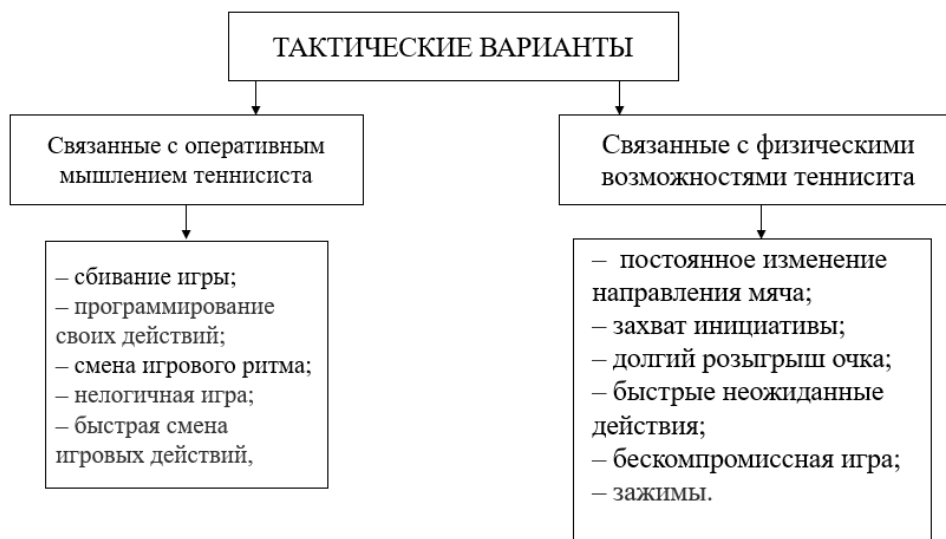 ТАКТИЧЕСКИЕ ВАРИАНТЫ
Связанные с оперативным
мышлением теннисиста
– сбивание игры;
– программирование
своих действий;
– смена игрового ритма;
– нелогичная игра;
– быстрая смена
игровых действий,
Связанные с физическими
возможностями теннисита
– постоянное изменение
направления мяча;
– захват инициативы;
– долгий розыгрыш очка;
– быстрые неожиданные
действия;
– бескомпромиссная игра;
– зажимы.